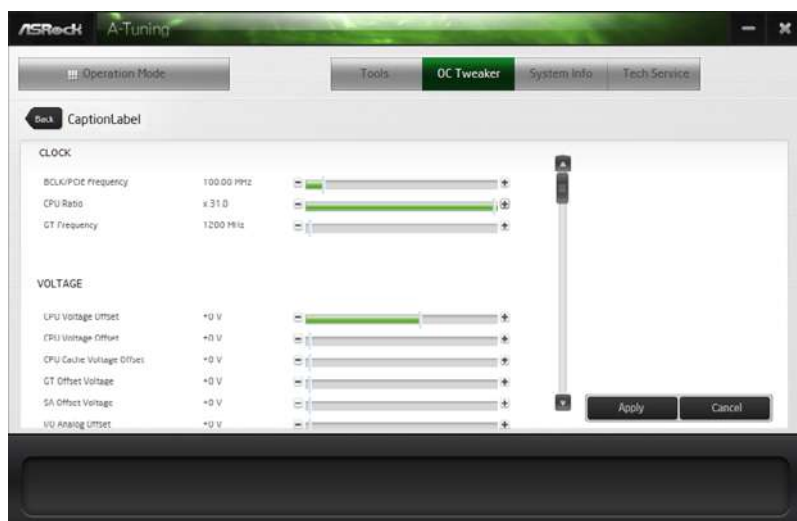 ASRock A-Tuning
Operation Mode
Tools OC Tweaker System Info Tech Service
Back CaptionLabel
CLOCK
BCLK/PCIE Frequency 100.00 MHz
CPU Ratio x 31.0
GT Frequency 1200 MHz
VOLTAGE
CPU Voltage Offset +0 V
CPU Voltage Offset +0 V
CPU Cache Voltage Offset +0 V
GT Offset Voltage +0 V
SA Offset Voltage +0 V
I/O Analog Offset +0 V
Apply Cancel